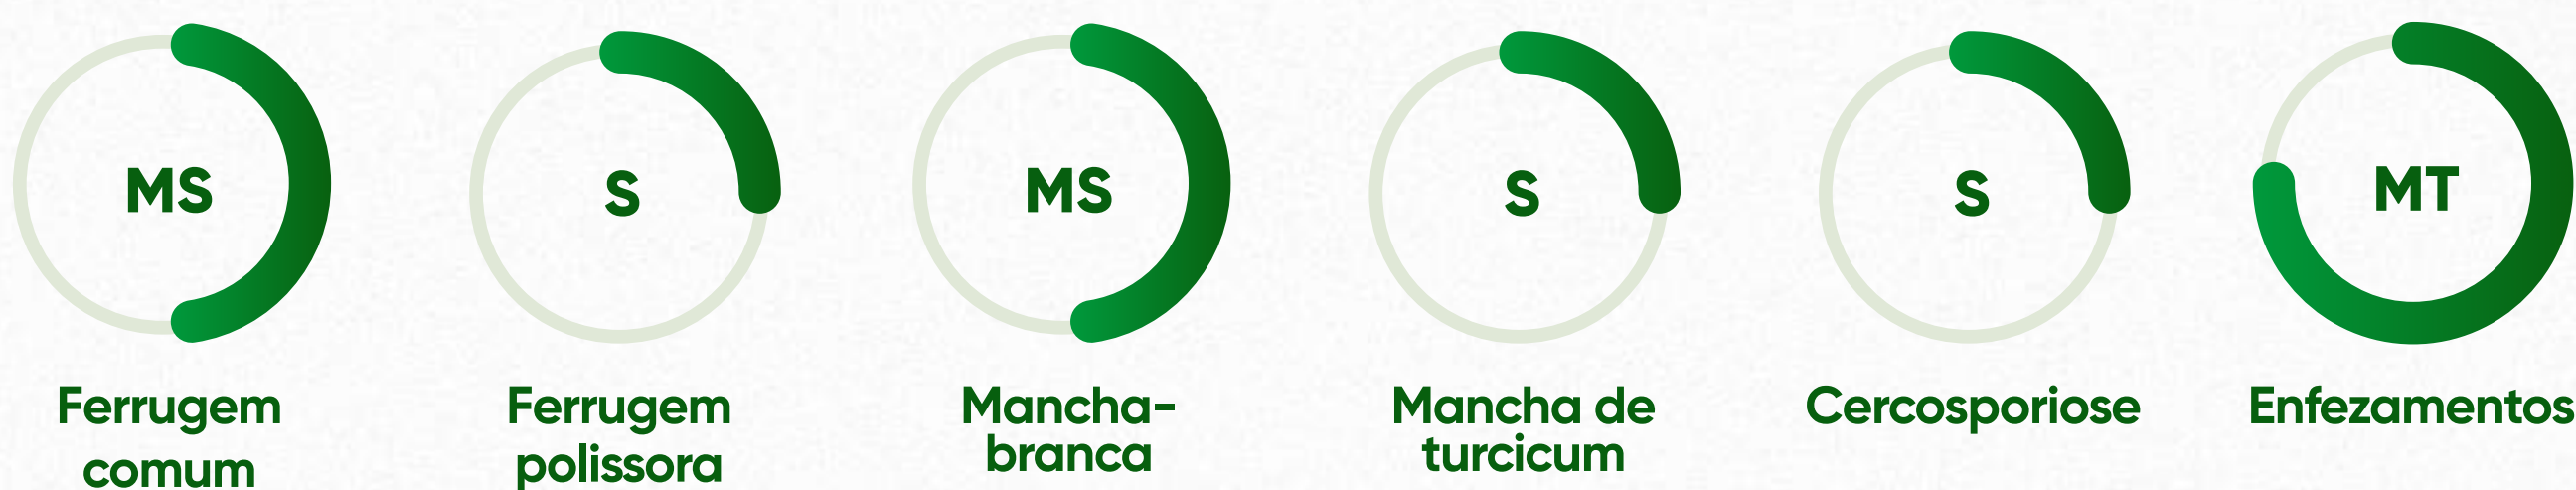 MS
Ferrugem
comum
S
Ferrugem
polissora
MS
Mancha-
branca
S
Mancha de
turcicum
S
Cercosporiose
MT
Enfezamentos